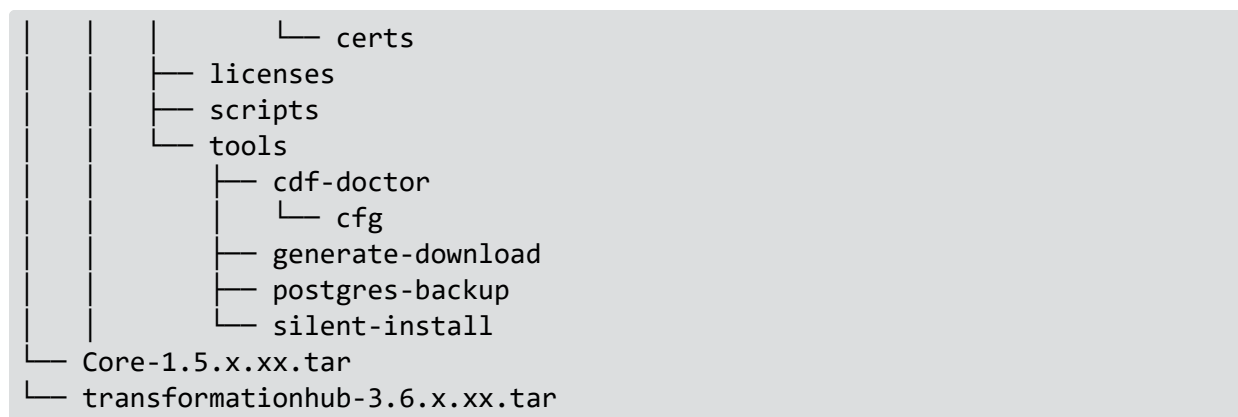 │   │   │       └── certs
│   │   ├── licenses
│   │   ├── scripts
│   │   └── tools
│   │       ├── cdf-doctor
│   │       │   └── cfg
│   │       ├── generate-download
│   │       ├── postgres-backup
│   │       └── silent-install
└── Core-1.5.x.xx.tar
└── transformationhub-3.6.x.xx.tar